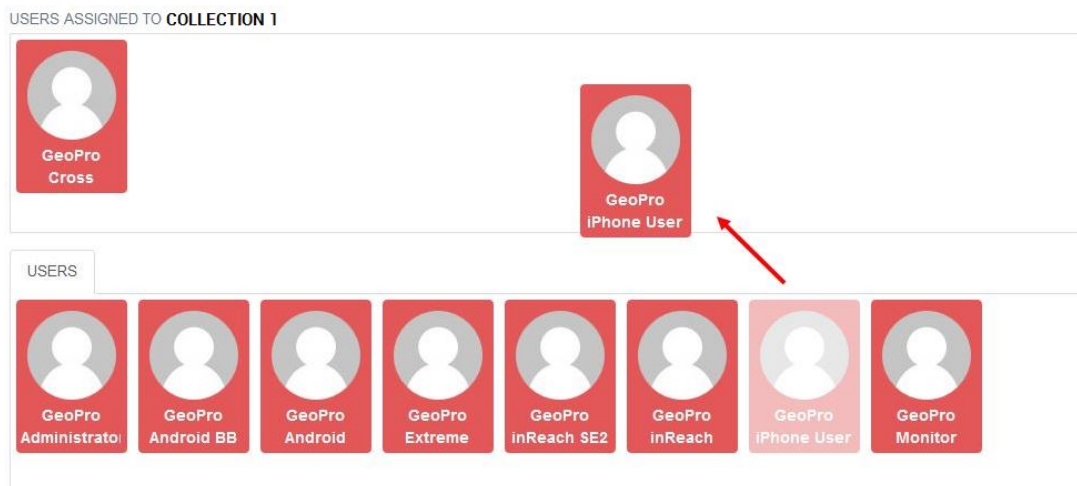 USERS ASSIGNED TO COLLECTION 1
GeoPro
Cross
GeoPro
iPhone User
USERS
GeoPro
Administrato
GeoPro
Android BB
GeoPro
Android
GeoPro
Extreme
GeoPro
inReach SE2
GeoPro
inReach
GeoPro
iPhone User
GeoPro
Monitor